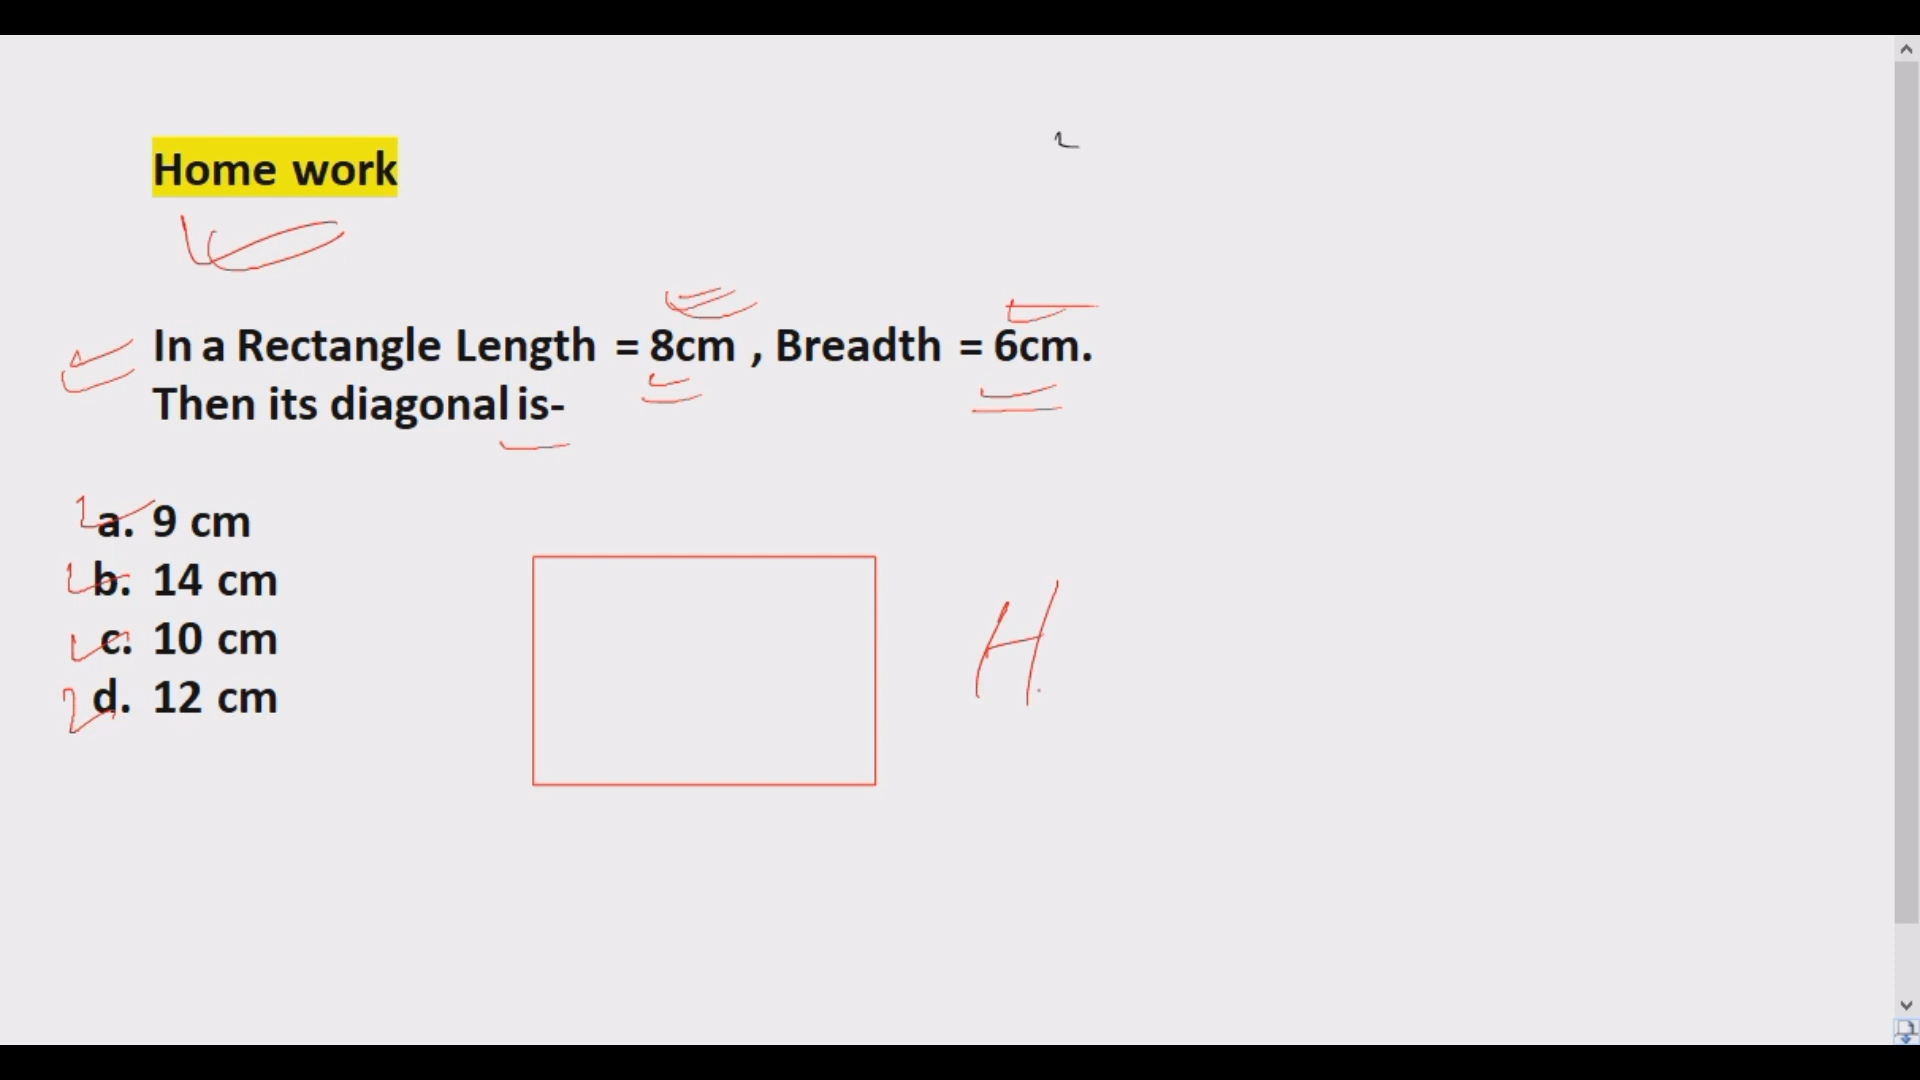 Home work
In a Rectangle Length = 8cm , Breadth = 6cm.
Then its diagonal is-
a. 9 cm
b. 14 cm
c. 10 cm
d. 12 cm
H